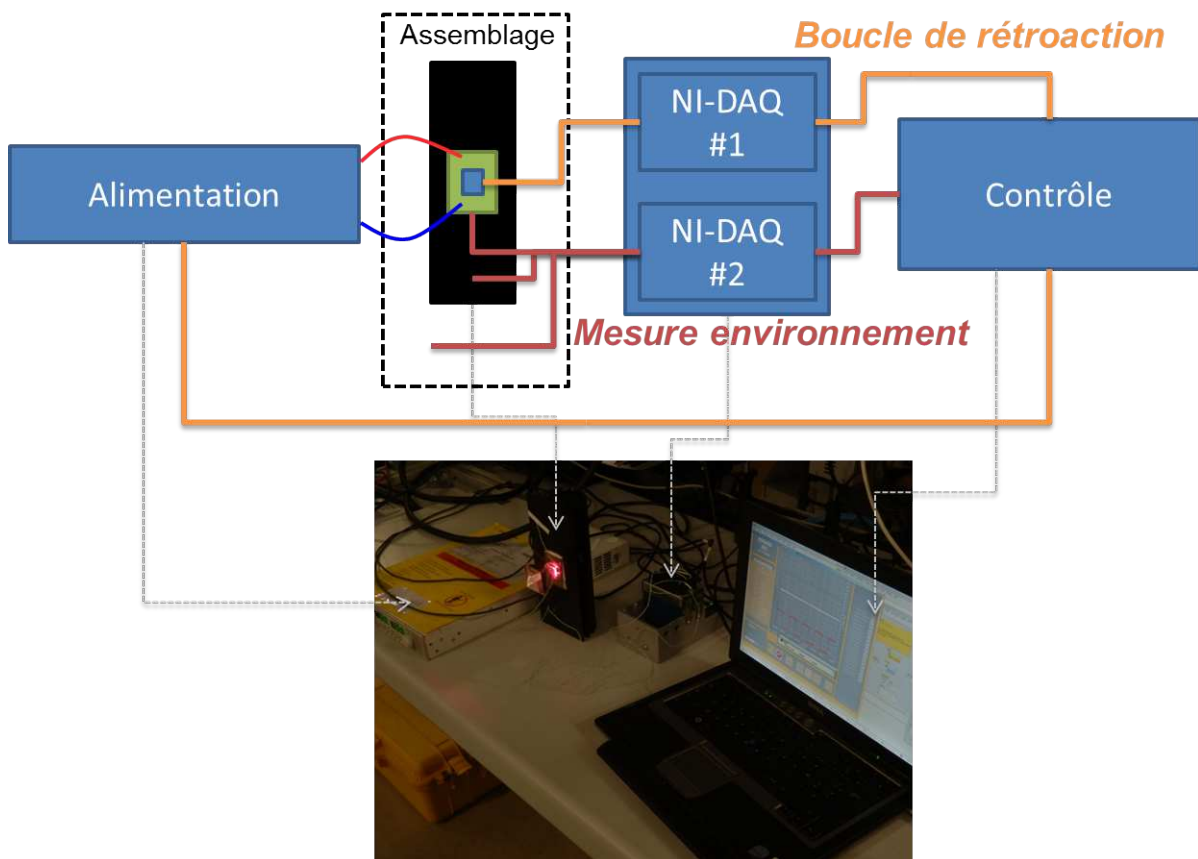 Assemblage
Boucle de rétroaction
NI-DAQ
#1
Alimentation
Contrôle
NI-DAQ
#2
Mesure environnement